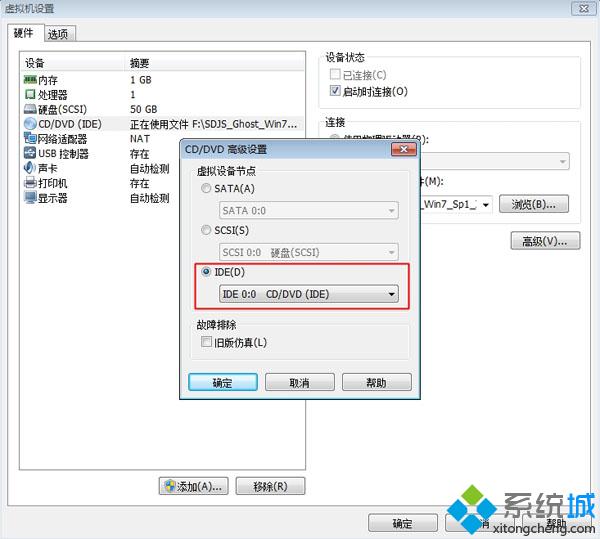 虚拟机设置
硬件 选项
设备 摘要
内存 1 GB
处理器 1
硬盘(SCSI) 50 GB
CD/DVD (IDE) 正在使用文件 F:\SDJS_Ghost_Win7...
网络适配器 NAT
USB 控制器 存在
声卡 自动检测
打印机 存在
显示器 自动检测
添加(A)... 移除(R)
设备状态
已连接(C)
启动时连接(O)
连接
件(M):
_Win7_Sp1_ 浏览(B)...
高级(V)...
CD/DVD 高级设置
虚拟设备节点
SATA(A)
SATA 0:0
SCSI(S)
SCSI 0:0 硬盘(SCSI)
IDE(D)
IDE 0:0 CD/DVD (IDE)
故障排除
旧版仿真(L)
确定 取消 帮助
确定 消 帮助
系统城
xitongcheng.com